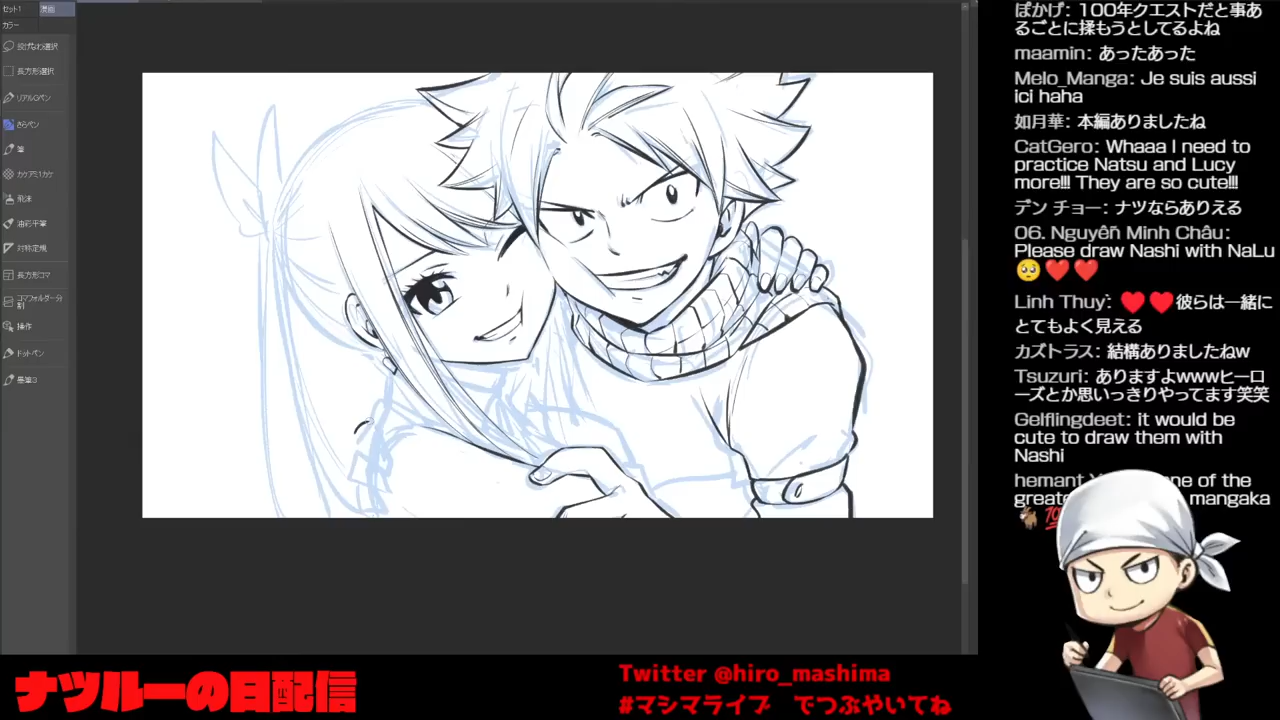 セット1 漫画
カラー
投げなわ選択
長方形選択
リアルGペン
ざらペン
筆
カケアミ1カケ
飛沫
油彩平筆
対称定規
長方形コマ
コマフォルダー分
割
操作
ドットペン
墨筆3
ぽかげ: 100年クエストだと事あ
るごとに揉もうとしてるよね
maamin: あったあった
Melo_Manga: Je suis aussi
ici haha
如月華: 本編ありましたね
CatGero: Whaaa I need to
practice Natsu and Lucy
more!!! They are so cute!!!
デン チョー: ナツならありえる
06. Nguyễn Minh Châu:
Please draw Nashi with NaLu
🥺❤️❤️
Linh Thuỳ: ❤️❤️彼らは一緒に
とてもよく見える
カズトラス: 結構ありましたねw
Tsuzuri: ありますよwwwヒーロ
ーズとか思いっきりやってます笑笑
Gelflingdeet: it would be
cute to draw them with
Nashi
hemant one of the
mangaka
ナツルーの日配信
Twitter @hiro_mashima
#マシマライブ でつぶやいてね